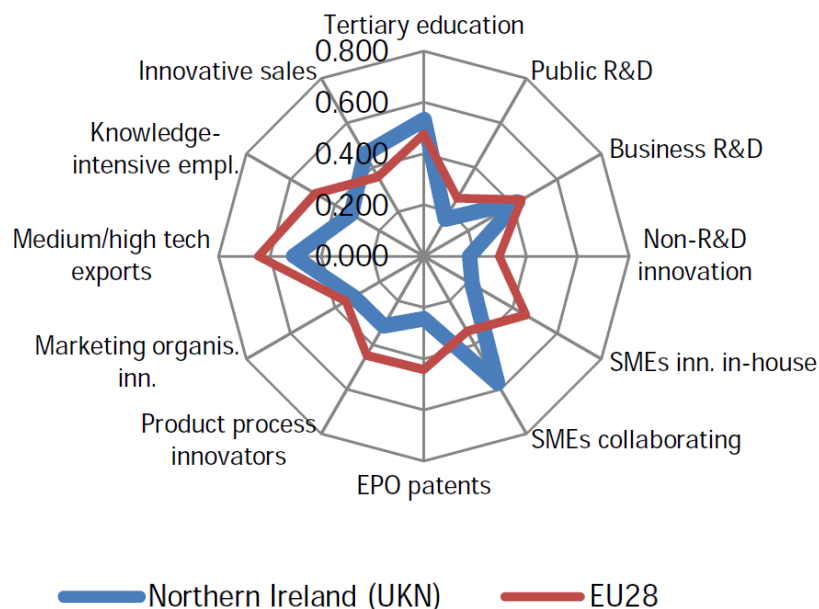 Tertiary education
0.800
Innovative sales
Public R&D
0.600
Knowledge-
intensive empl.
Business R&D
0.400
0.200
Medium/high tech
exports
0.000
Non-R&D
innovation
Marketing organis.
inn.
SMEs inn. in-house
Product process
innovators
SMEs collaborating
EPO patents
Northern Ireland (UKN)
EU28